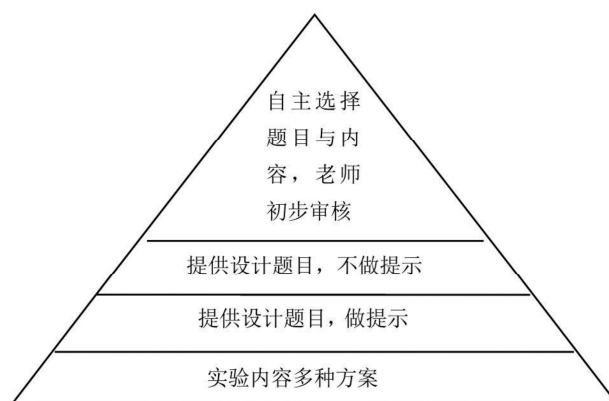 自主选择
题目与内
容，老师
初步审核
提供设计题目，不做提示
提供设计题目，做提示
实验内容多种方案